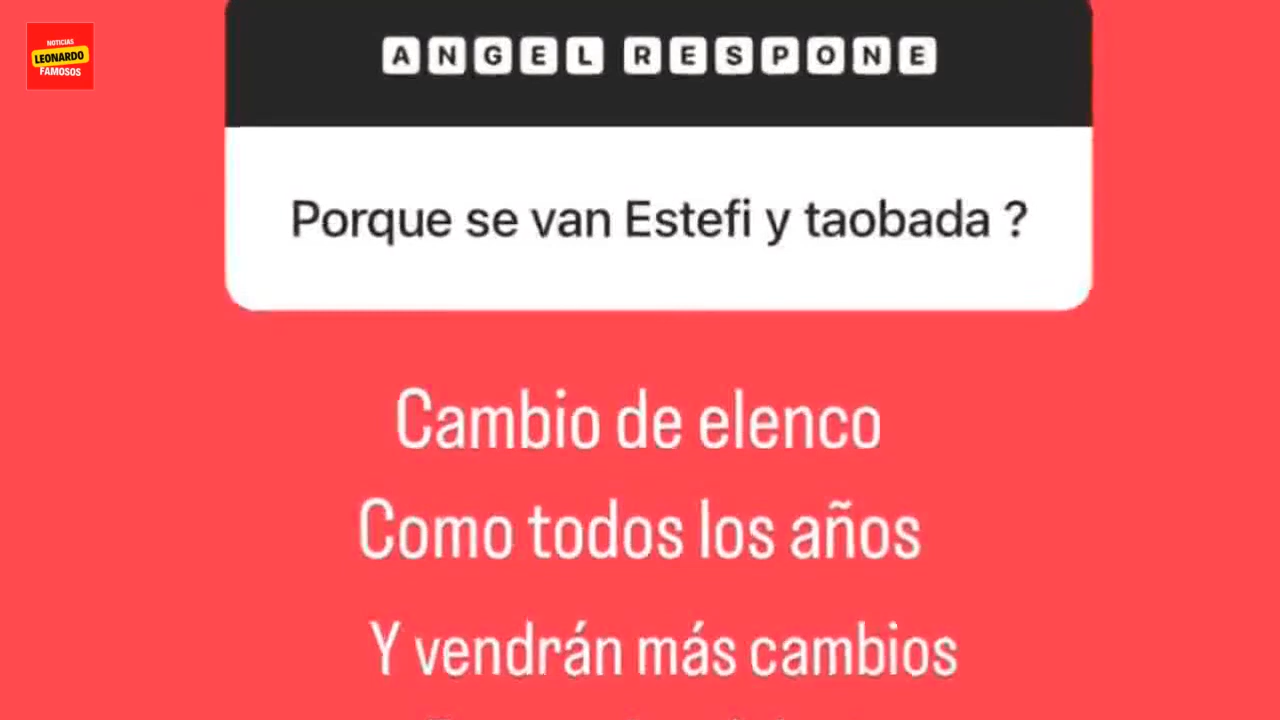 NOTICIAS
LEONARDO
FAMOSOS
ANGEL RESPONE
Porque se van Estefi y taobada ?
Cambio de elenco
Como todos los años
Y vendrán más cambios